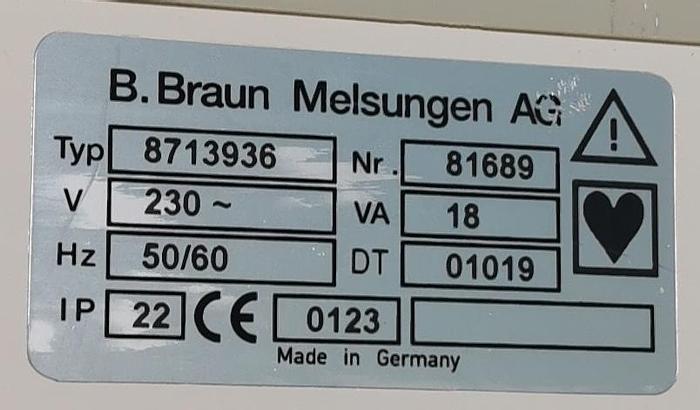 B. Braun Melsungen AG
Typ 8713936 Nr. 81689
V 230 ~ VA 18
Hz 50/60 DT 01019
IP 22 CE 0123
Made in Germany